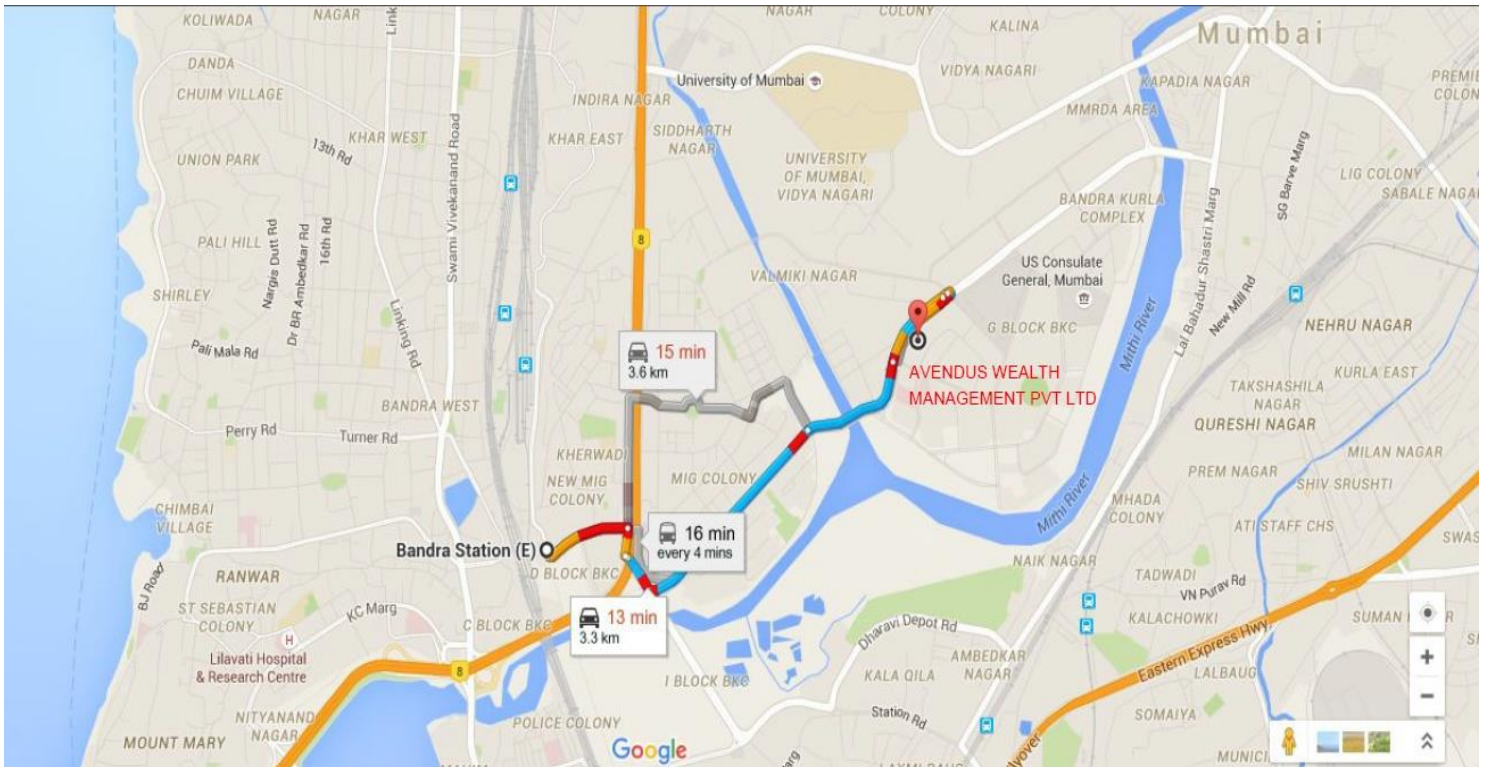 KOLIWADA
NAGAR
Link
NAGAR
COLONY
KALINA
Mumbai
DANDA
CHUIM VILLAGE
University of Mumbai
VIDYA NAGARI
KAPADIA NAGAR
PREMIE
COLON
INDIRA NAGAR
MMRDA AREA
KHAR WEST
13th Rd
Swami Vivekanand Road
KHAR EAST
SIDDHARTH
NAGAR
UNION PARK
UNIVERSITY
OF MUMBAI,
VIDYA NAGARI
SG Barve Marg
LIG COLONY
SABALE NAGAR
BANDRA KURLA
COMPLEX
PALI HILL
Nargis Dutt Rd
Dr BR Ambedkar Rd
16th Rd
8
Lal Bahadur Shastri Marg
SHIRLEY
VALMIKI NAGAR
US Consulate
General, Mumbai
New Mill Rd
Linking Rd
Mithi River
G BLOCK BKC
NEHRU NAGAR
Pali Mala Rd
15 min
3.6 km
AVENDUS WEALTH
MANAGEMENT PVT LTD
KURLA EAST
TAKSHASHILA
NAGAR
BANDRA WEST
QURESHI NAGAR
Perry Rd
Turner Rd
KHERWADI
MILAN NAGAR
NEW MIG
COLONY
MIG COLONY
PREM NAGAR
SHIV SRUSHTI
CHIMBAI
VILLAGE
MHADA
COLONY
Mithi River
ATI STAFF CHS
16 min
every 4 mins
SWAS
Bandra Station (E)
NAIK NAGAR
BJ Road
RANWAR
D BLOCK BKC
TADWADI
VN Purav Rd
ST SEBASTIAN
COLONY
KC Marg
13 min
3.3 km
KALACHOWKI
SUMAN
C BLOCK BKC
Dharavi Depot Rd
H
Lilavati Hospital
& Research Centre
Eastern Express Hwy
AMBEDKAR
NAGAR
8
I BLOCK BKC
KALA QILA
LALBAUG
NITYANAND
NAGAR
POLICE COLONY
Station Rd
SOMAIYA
MOUNT MARY
Google
LAXMI BAUG
MUNICI